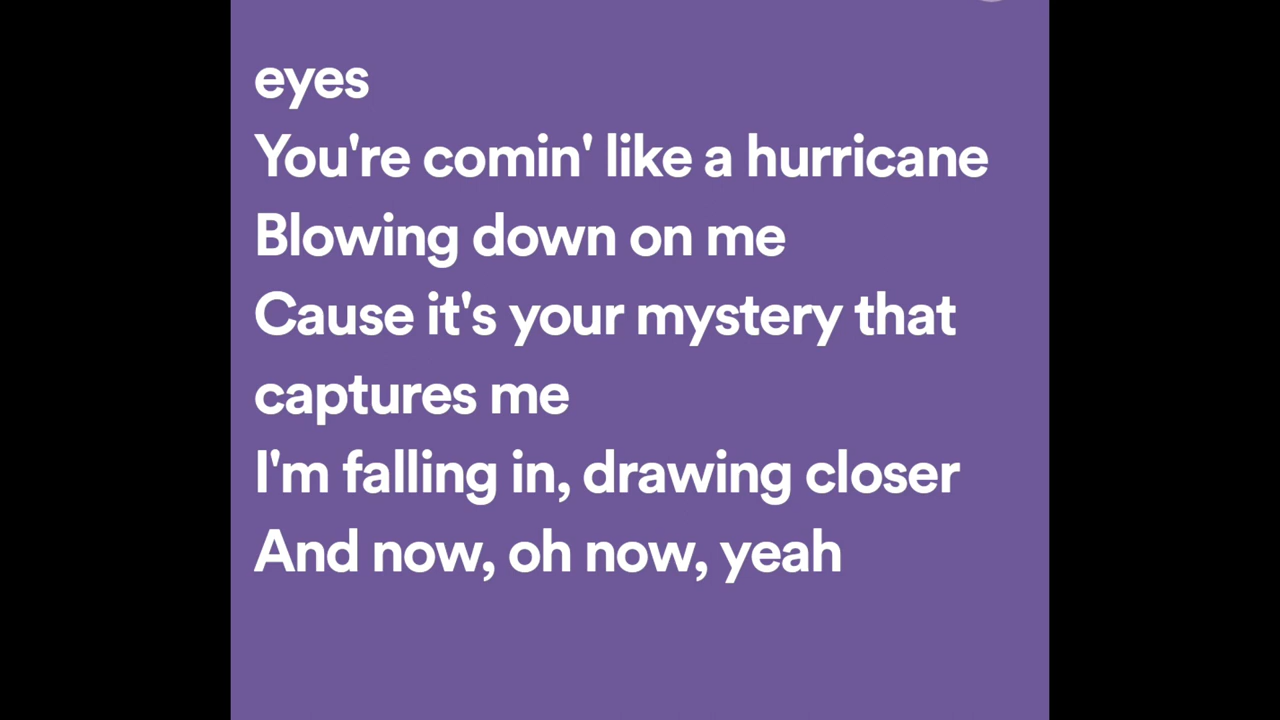 eyes
You're comin' like a hurricane
Blowing down on me
Cause it's your mystery that
captures me
I'm falling in, drawing closer
And now, oh now, yeah